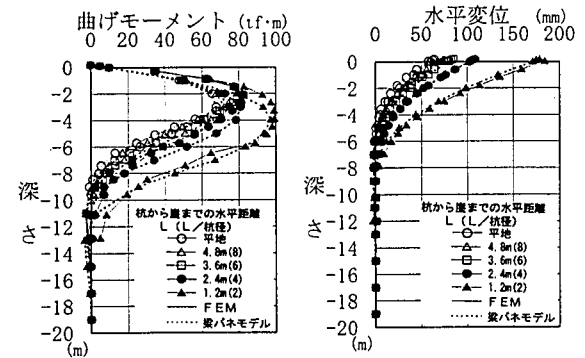 曲げモーメント (tf·m)
0 20 40 60 80 100
0
-2
-4
-6
-8
-10
-12
-14
-16
-18
-20
(m)
深さ
杭から崖までの水平距離
L (L/杭径)
平地
4.8m(8)
3.6m(6)
2.4m(4)
1.2m(2)
FEM
梁バネモデル
水平変位 (mm)
0 50 100 150 200
0
-2
-4
-6
-8
-10
-12
-14
-16
-18
-20
(m)
深さ
杭から崖までの水平距離
L (L/杭径)
平地
4.8m(8)
3.6m(6)
2.4m(4)
1.2m(2)
FEM
梁バネモデル